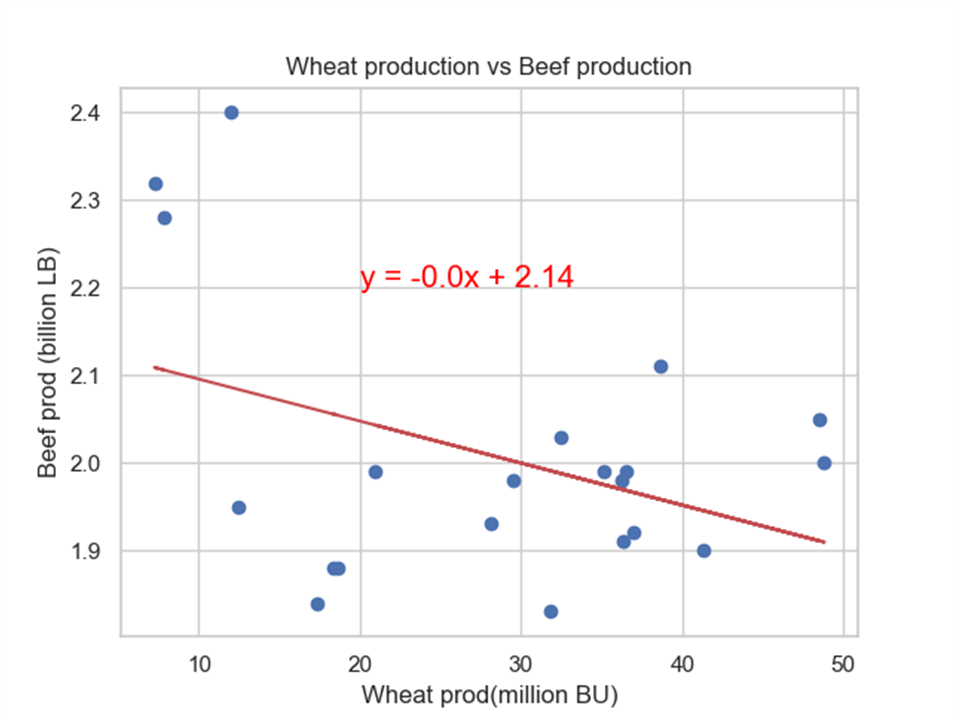 Wheat production vs Beef production
2.4
2.3
2.2
2.1
2.0
1.9
Beef prod (billion LB)
y = -0.0x + 2.14
10 20 30 40 50
Wheat prod(million BU)